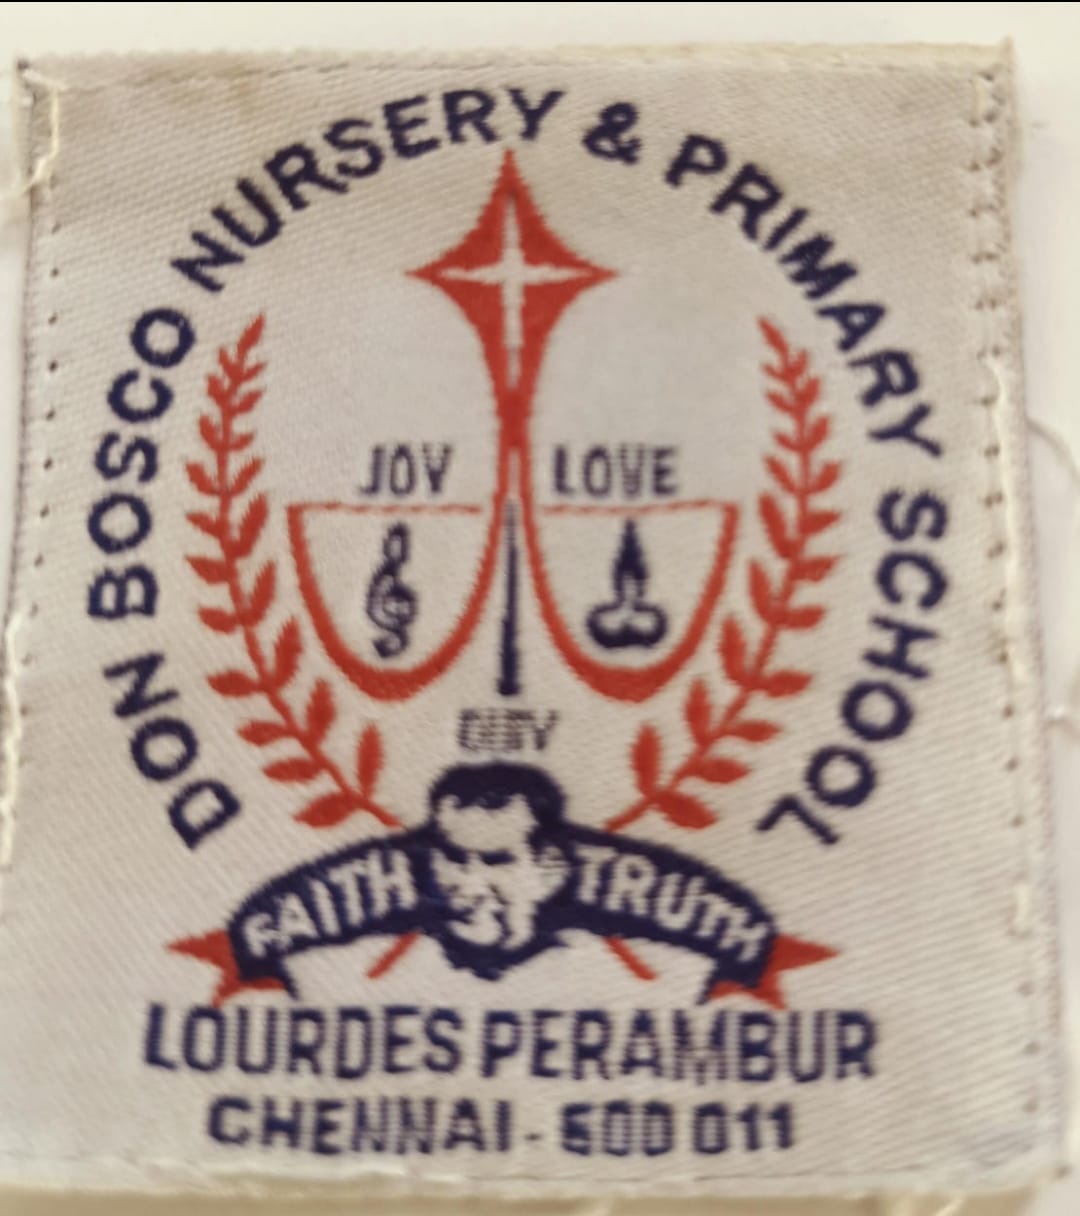 DON BOSCO NURSERY & PRIMARY SCHOOL
JOY LOVE
FAITH TRUTH
LOURDES PERAMBUR
CHENNAI - 600 011